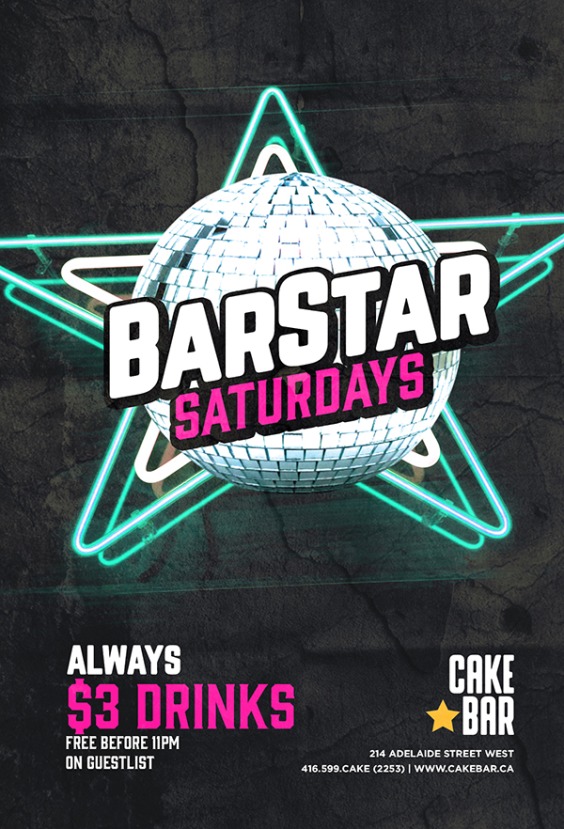 BARSTAR
SATURDAYS
ALWAYS
$3 DRINKS
FREE BEFORE 11PM
ON GUESTLIST
CAKE
BAR
214 ADELAIDE STREET WEST
416.599.CAKE (2253) | WWW.CAKEBAR.CA